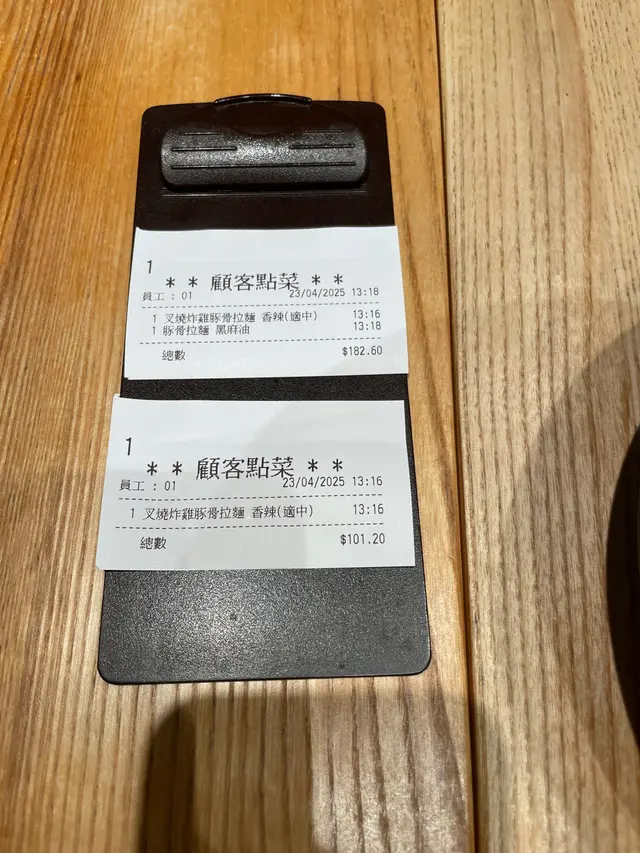 1
** 顧客點菜 **
員工 : 01 23/04/2025 13:18
1 叉燒炸雞豚骨拉麵 香辣(適中) 13:16
1 豚骨拉麵 黑麻油 13:18
總數 $182.60
1
** 顧客點菜 **
員工 : 01 23/04/2025 13:16
1 叉燒炸雞豚骨拉麵 香辣(適中) 13:16
總數 $101.20